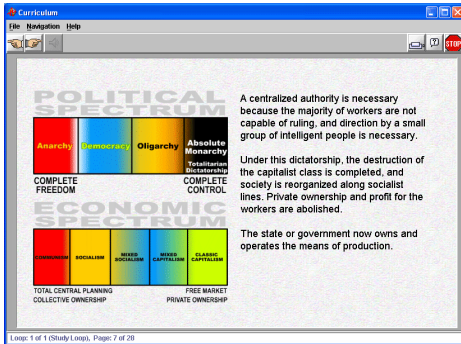 Curriculum
File Navigation Help
STOP
POLITICAL
SPECTRUM
Anarchy
Democracy
Oligarchy
Absolute
Monarchy
Totalitarian
Dictatorship
COMPLETE
FREEDOM
COMPLETE
CONTROL
ECONOMIC
SPECTRUM
COMMUNISM
SOCIALISM
MIXED
SOCIALISM
MIXED
CAPITALISM
CLASSIC
CAPITALISM
TOTAL CENTRAL PLANNING
COLLECTIVE OWNERSHIP
FREE MARKET
PRIVATE OWNERSHIP
A centralized authority is necessary
because the majority of workers are not
capable of ruling, and direction by a small
group of intelligent people is necessary.
Under this dictatorship, the destruction of
the capitalist class is completed, and
society is reorganized along socialist
lines. Private ownership and profit for the
workers are abolished.
The state or government now owns and
operates the means of production.
Loop: 1 of 1 (Study Loop), Page: 7 of 28